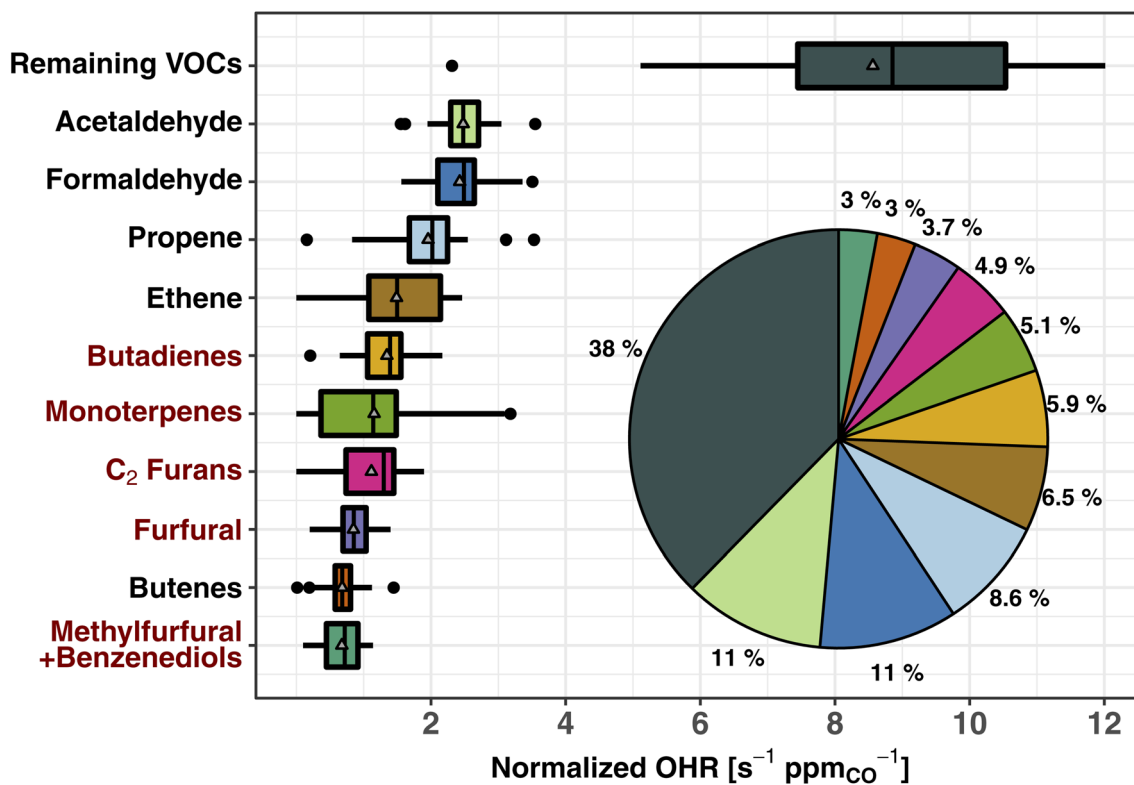 Remaining VOCs
Acetaldehyde
Formaldehyde
Propene
Ethene
Butadienes
Monoterpenes
C₂ Furans
Furfural
Butenes
Methylfurfural
+Benzenediols
3 %
3 %
3.7 %
4.9 %
5.1 %
5.9 %
6.5 %
8.6 %
11 %
11 %
38 %
2 4 6 8 10 12
Normalized OHR [s⁻¹ ppm_CO⁻¹]